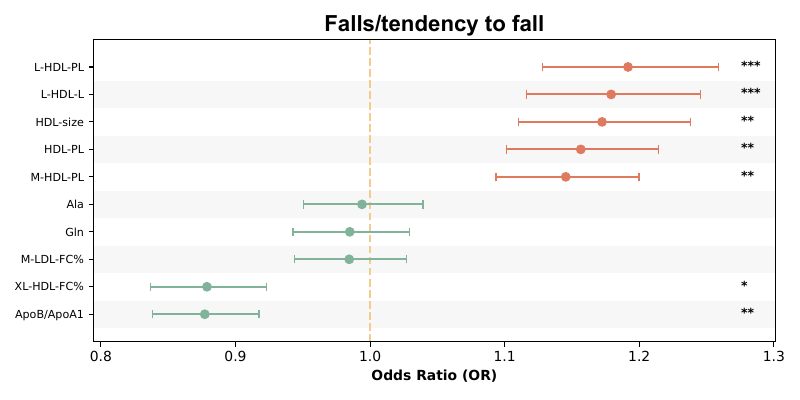 Falls/tendency to fall
L-HDL-PL ***
L-HDL-L ***
HDL-size **
HDL-PL **
M-HDL-PL **
Ala
Gln
M-LDL-FC%
XL-HDL-FC% *
ApoB/ApoA1 **
0.8 0.9 1.0 1.1 1.2 1.3
Odds Ratio (OR)